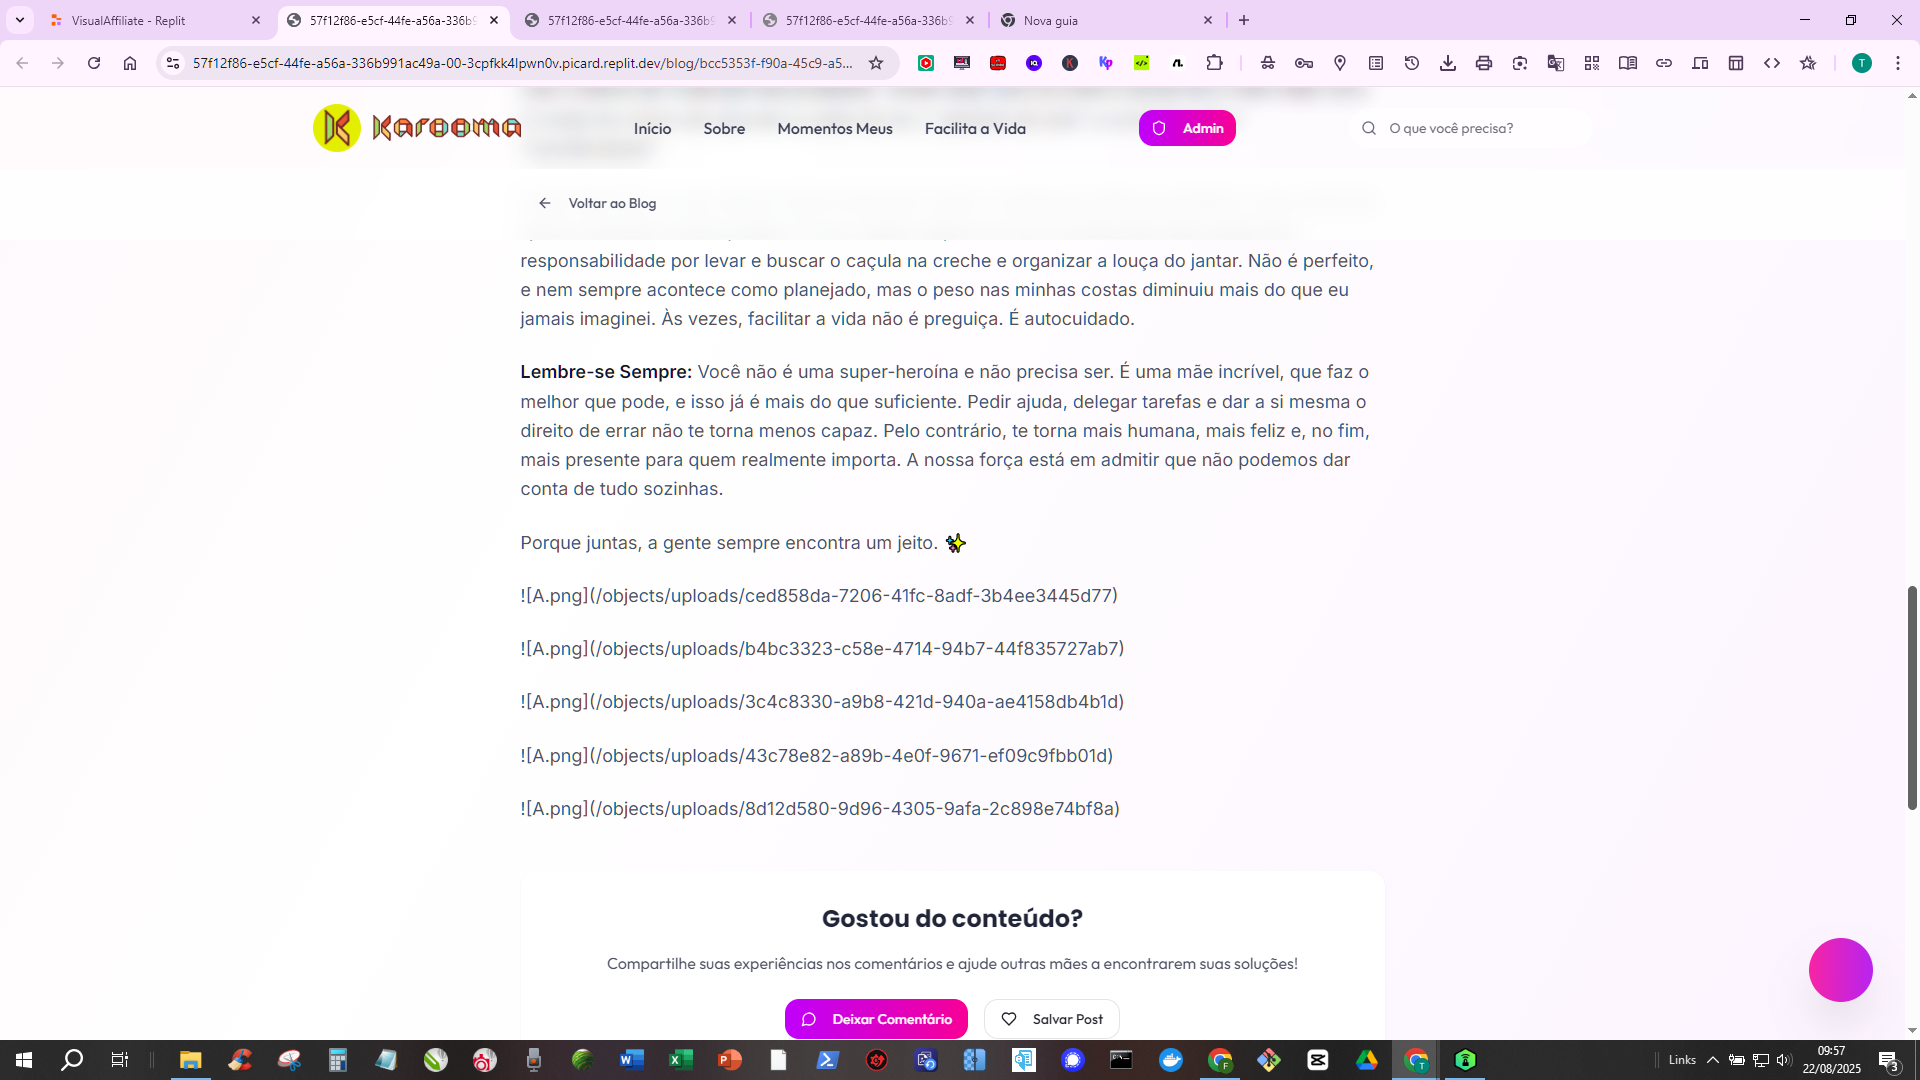 VisualAffiliate - Replit
57f12f86-e5cf-44fe-a56a-336b9
57f12f86-e5cf-44fe-a56a-336b9
57f12f86-e5cf-44fe-a56a-336b9
Nova guia
57f12f86-e5cf-44fe-a56a-336b991ac49a-00-3cpfkk4lpwn0v.picard.replit.dev/blog/bcc5353f-f90a-45c9-a5...
Karooma
Início
Sobre
Momentos Meus
Facilita a Vida
Admin
O que você precisa?
Voltar ao Blog
responsabilidade por levar e buscar o caçula na creche e organizar a louça do jantar. Não é perfeito,
e nem sempre acontece como planejado, mas o peso nas minhas costas diminuiu mais do que eu
jamais imaginei. Às vezes, facilitar a vida não é preguiça. É autocuidado.
Lembre-se Sempre: Você não é uma super-heroína e não precisa ser. É uma mãe incrível, que faz o
melhor que pode, e isso já é mais do que suficiente. Pedir ajuda, delegar tarefas e dar a si mesma o
direito de errar não te torna menos capaz. Pelo contrário, te torna mais humana, mais feliz e, no fim,
mais presente para quem realmente importa. A nossa força está em admitir que não podemos dar
conta de tudo sozinhas.
Porque juntas, a gente sempre encontra um jeito. ✨
![A.png](/objects/uploads/ced858da-7206-41fc-8adf-3b4ee3445d77)
![A.png](/objects/uploads/b4bc3323-c58e-4714-94b7-44f835727ab7)
![A.png](/objects/uploads/3c4c8330-a9b8-421d-940a-ae4158db4b1d)
![A.png](/objects/uploads/43c78e82-a89b-4e0f-9671-ef09c9fbb01d)
![A.png](/objects/uploads/8d12d580-9d96-4305-9afa-2c898e74bf8a)
Gostou do conteúdo?
Compartilhe suas experiências nos comentários e ajude outras mães a encontrarem suas soluções!
Deixar Comentário
Salvar Post
Links
09:57
22/08/2025
3